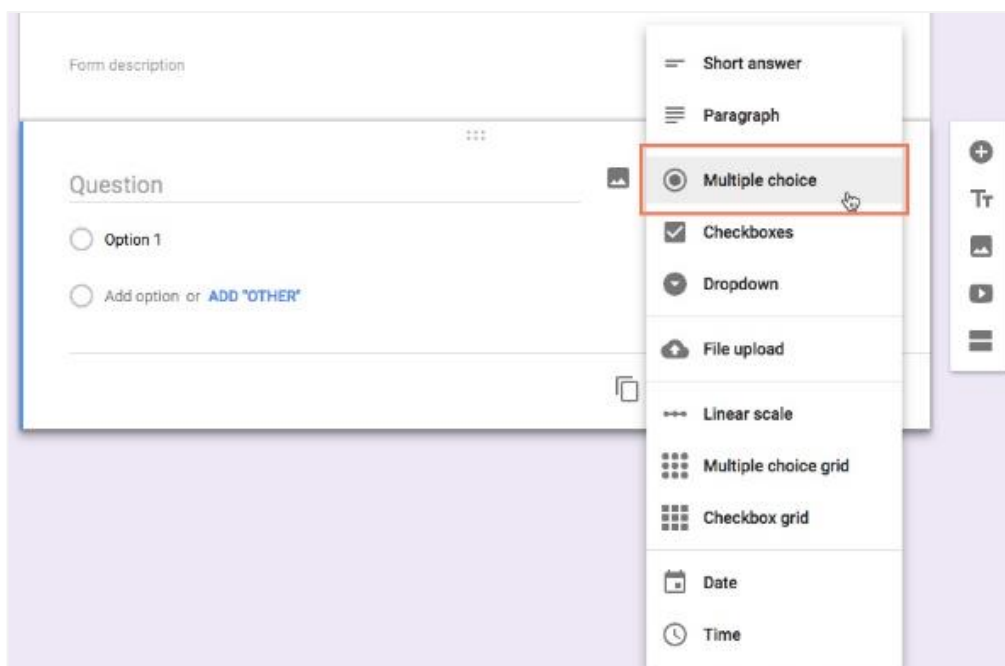 Form description
Question
Option 1
Add option or ADD "OTHER"
Short answer
Paragraph
Multiple choice
Checkboxes
Dropdown
File upload
Linear scale
Multiple choice grid
Checkbox grid
Date
Time
Tт